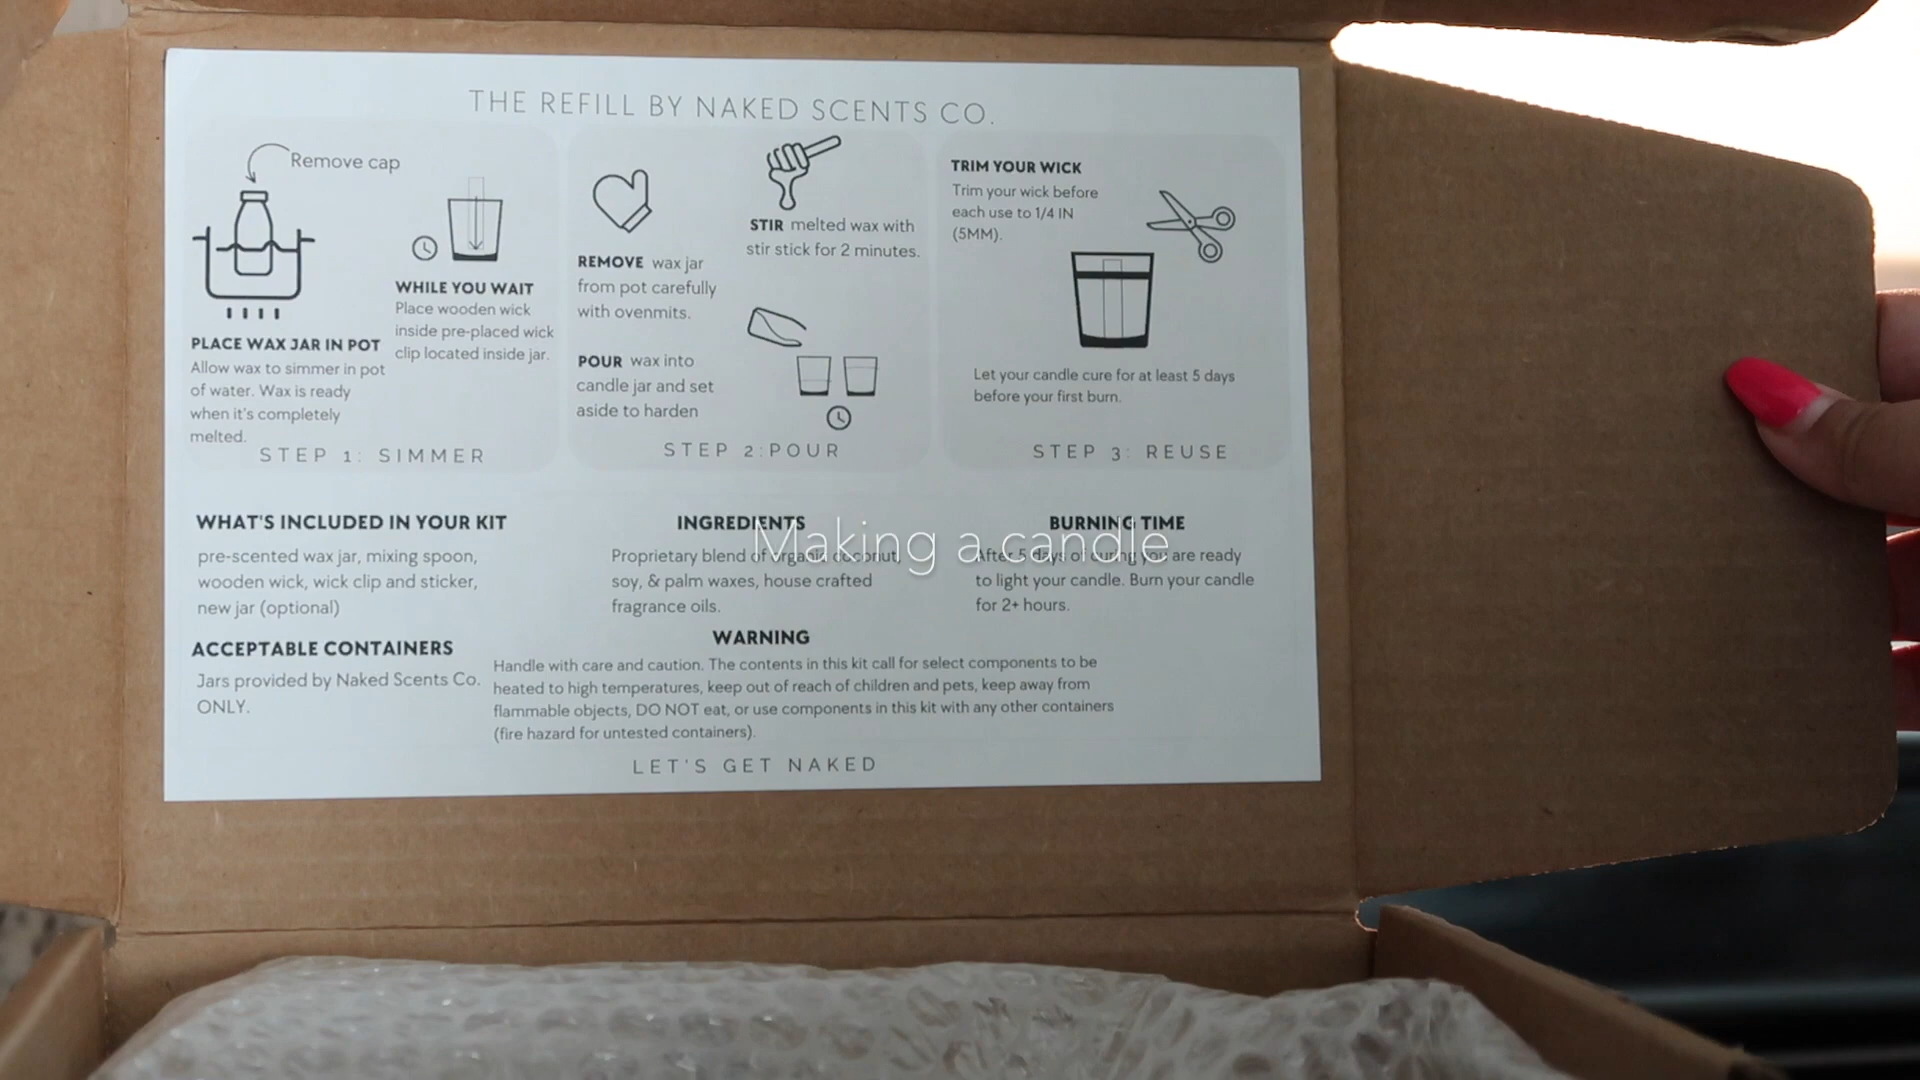 THE REFILL BY NAKED SCENTS CO.
Remove cap
PLACE WAX JAR IN POT
Allow wax to simmer in pot
of water. Wax is ready
when it's completely
melted.
WHILE YOU WAIT
Place wooden wick
inside pre-placed wick
clip located inside jar.
STEP 1: SIMMER
REMOVE wax jar
from pot carefully
with ovenmits.
POUR wax into
candle jar and set
aside to harden
STIR melted wax with
stir stick for 2 minutes.
STEP 2:POUR
TRIM YOUR WICK
Trim your wick before
each use to 1/4 IN
(5MM).
Let your candle cure for at least 5 days
before your first burn.
STEP 3: REUSE
WHAT'S INCLUDED IN YOUR KIT
pre-scented wax jar, mixing spoon,
wooden wick, wick clip and sticker,
new jar (optional)
INGREDIENTS
Proprietary blend of organic coconut,
soy, & palm waxes, house crafted
fragrance oils.
BURNING TIME
After 5 days of curing you are ready
to light your candle. Burn your candle
for 2+ hours.
Making a candle
ACCEPTABLE CONTAINERS
Jars provided by Naked Scents Co.
ONLY.
WARNING
Handle with care and caution. The contents in this kit call for select components to be
heated to high temperatures, keep out of reach of children and pets, keep away from
flammable objects, DO NOT eat, or use components in this kit with any other containers
(fire hazard for untested containers).
LET'S GET NAKED